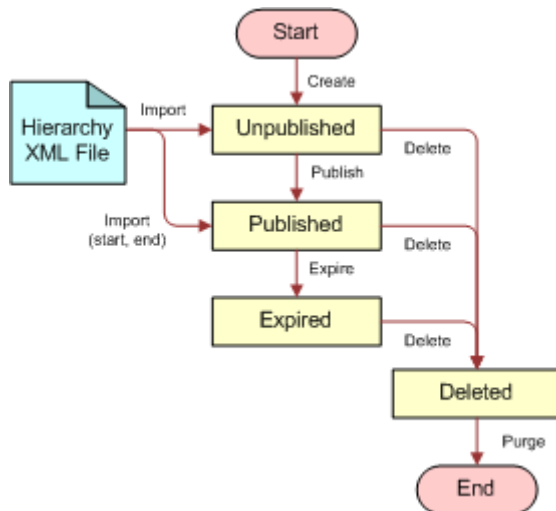 Start
Create
Hierarchy
XML File
Import
Unpublished
Delete
Publish
Import
(start, end)
Published
Delete
Expire
Expired
Delete
Deleted
Purge
End